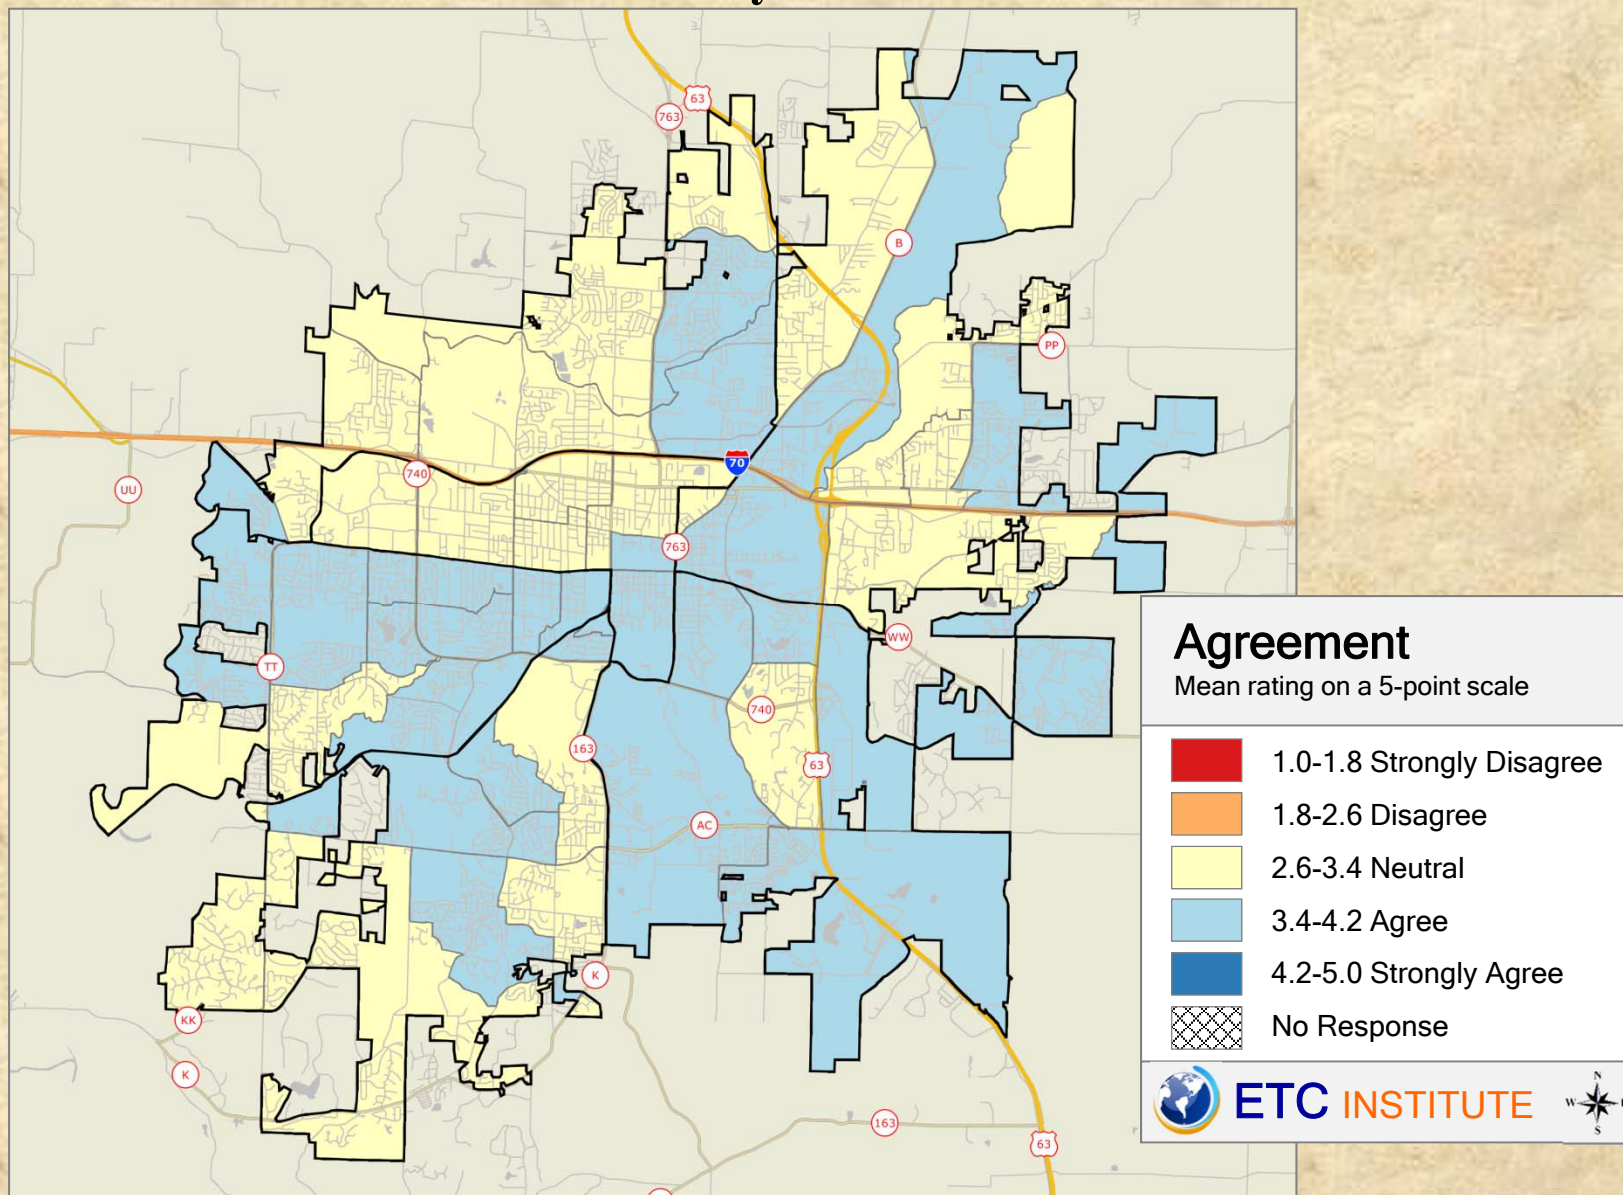 63
763
B
PP
70
740
UU
763
WW
TT
740
163
63
AC
K
KK
K
163
63
Agreement
Mean rating on a 5-point scale
1.0-1.8 Strongly Disagree
1.8-2.6 Disagree
2.6-3.4 Neutral
3.4-4.2 Agree
4.2-5.0 Strongly Agree
No Response
ETC INSTITUTE
N
W
S